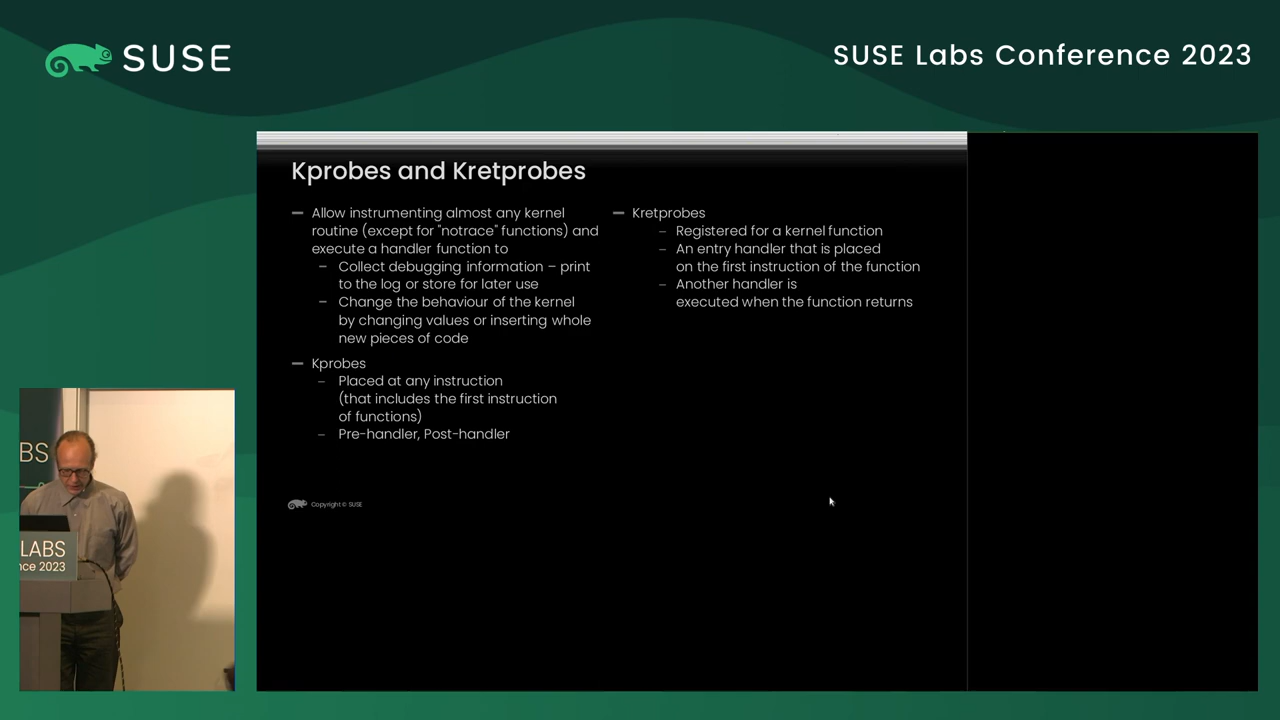 SUSE
SUSE Labs Conference 2023
Kprobes and Kretprobes
Allow instrumenting almost any kernel
routine (except for "notrace" functions) and
execute a handler function to
– Collect debugging information – print
to the log or store for later use
– Change the behaviour of the kernel
by changing values or inserting whole
new pieces of code
Kprobes
– Placed at any instruction
(that includes the first instruction
of functions)
– Pre-handler, Post-handler
Kretprobes
– Registered for a kernel function
– An entry handler that is placed
on the first instruction of the function
– Another handler is
executed when the function returns
Copyright © SUSE
BS
LABS
nce 2023